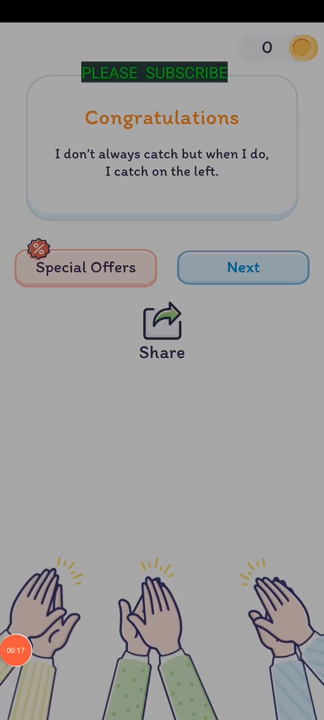 0
PLEASE SUBSCRIBE
Congratulations
I don't always catch but when I do,
I catch on the left.
%
Special Offers
Next
Share
00:17